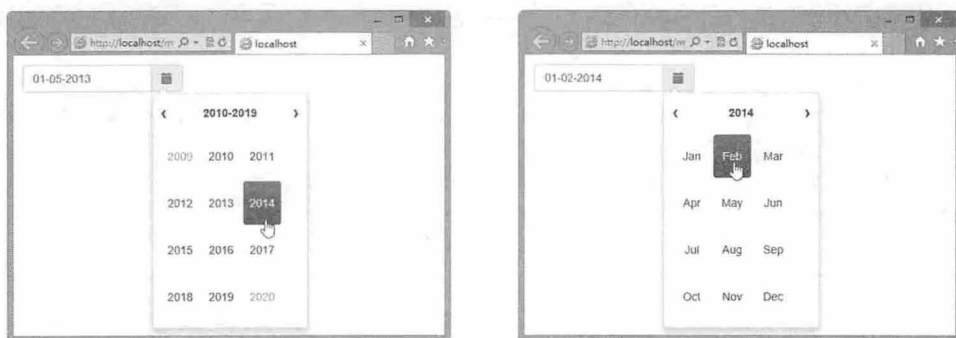 http://localhost/m
localhost
01-05-2013
2010-2019
2009 2010 2011
2012 2013 2014
2015 2016 2017
2018 2019 2020
http://localhost/m
localhost
01-02-2014
2014
Jan Feb Mar
Apr May Jun
Jul Aug Sep
Oct Nov Dec